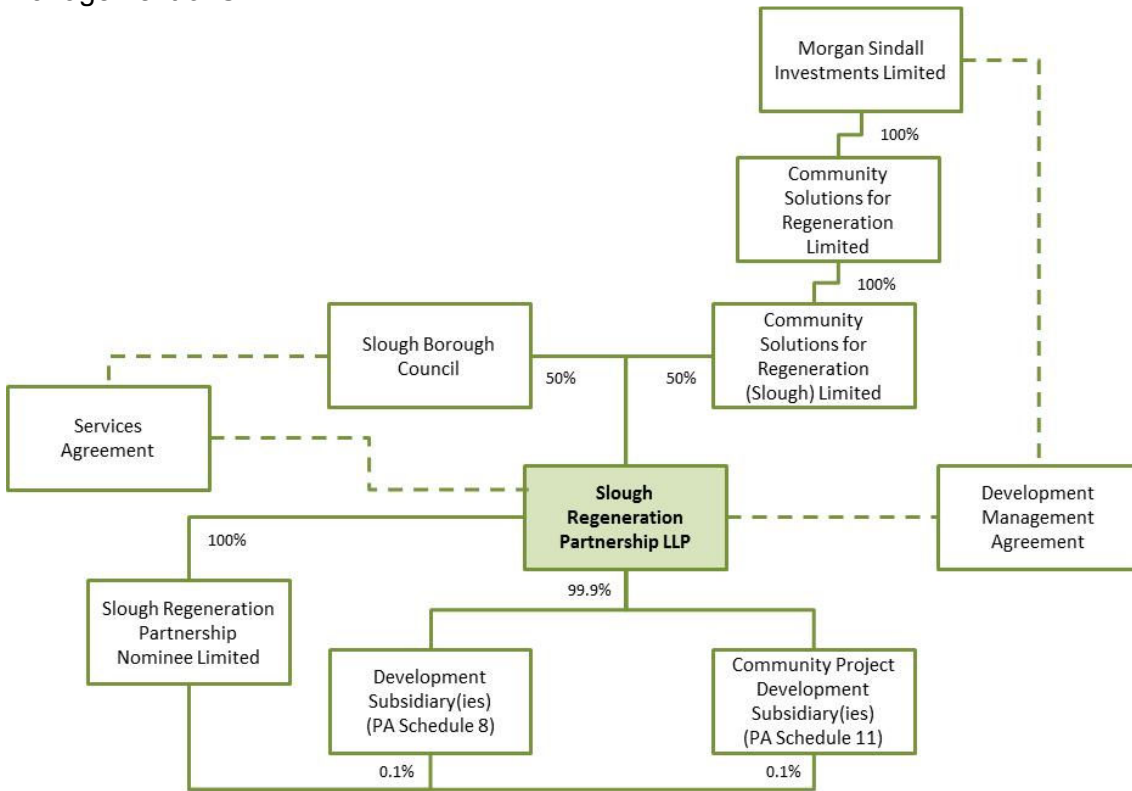 Morgan Sindall
Investments Limited
100%
Community
Solutions for
Regeneration
Limited
100%
Slough Borough
Council
50%
50%
Community
Solutions for
Regeneration
(Slough) Limited
Services
Agreement
Slough
Regeneration
Partnership LLP
Development
Management
Agreement
100%
99.9%
Slough Regeneration
Partnership
Nominee Limited
Development
Subsidiary(ies)
(PA Schedule 8)
Community Project
Development
Subsidiary(ies)
(PA Schedule 11)
0.1%
0.1%